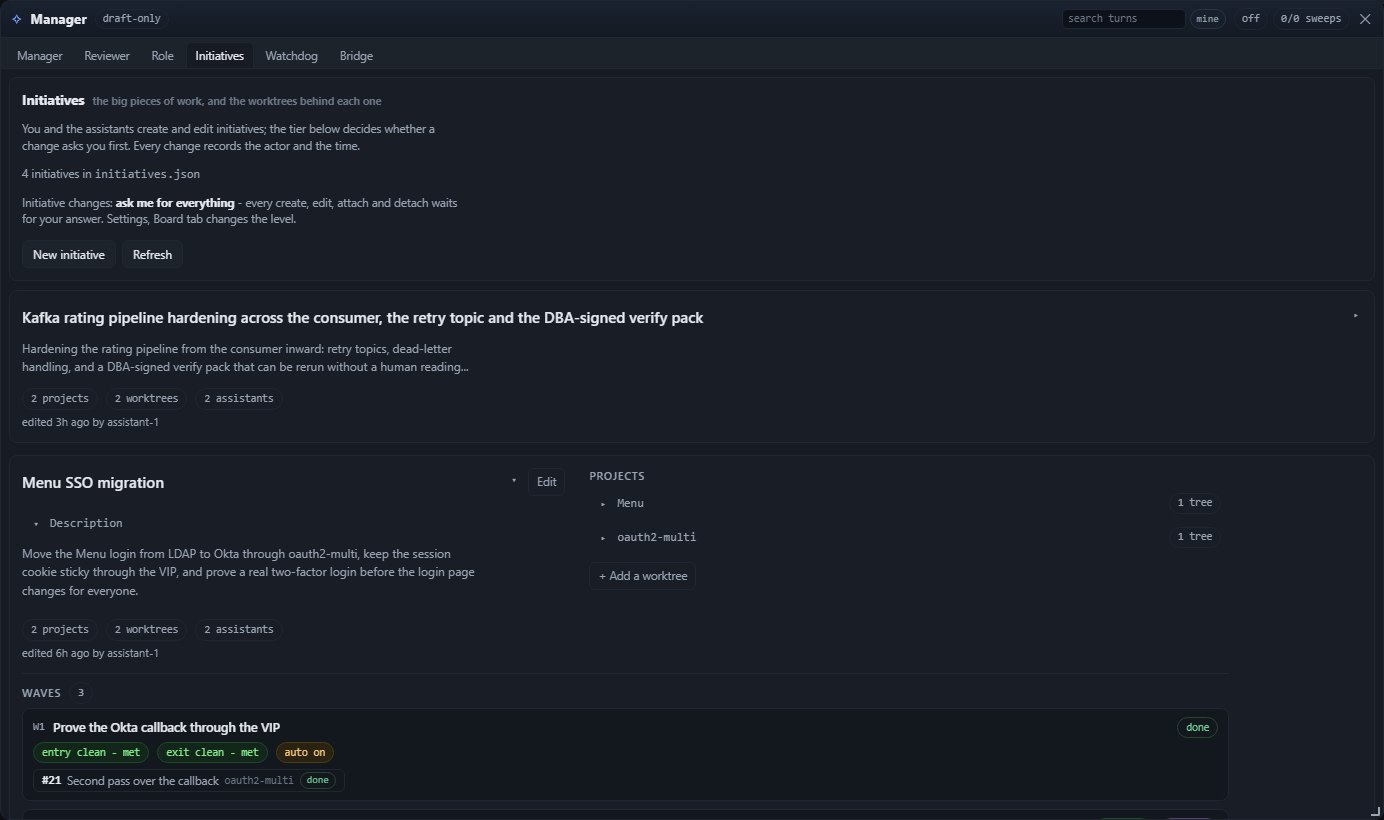 Manager draft-only search turns mine off 0/0 sweeps
Manager Reviewer Role Initiatives Watchdog Bridge
Initiatives the big pieces of work, and the worktrees behind each one
You and the assistants create and edit initiatives; the tier below decides whether a
change asks you first. Every change records the actor and the time.
4 initiatives in initiatives.json
Initiative changes: ask me for everything - every create, edit, attach and detach waits
for your answer. Settings, Board tab changes the level.
New initiative Refresh
Kafka rating pipeline hardening across the consumer, the retry topic and the DBA-signed verify pack
Hardening the rating pipeline from the consumer inward: retry topics, dead-letter
handling, and a DBA-signed verify pack that can be rerun without a human reading...
2 projects 2 worktrees 2 assistants
edited 3h ago by assistant-1
Menu SSO migration Edit
Description
Move the Menu login from LDAP to Okta through oauth2-multi, keep the session
cookie sticky through the VIP, and prove a real two-factor login before the login page
changes for everyone.
2 projects 2 worktrees 2 assistants
edited 6h ago by assistant-1
PROJECTS
Menu 1 tree
oauth2-multi 1 tree
+ Add a worktree
WAVES 3
W1 Prove the Okta callback through the VIP done
entry clean - met exit clean - met auto on
#21 Second pass over the callback oauth2-multi done